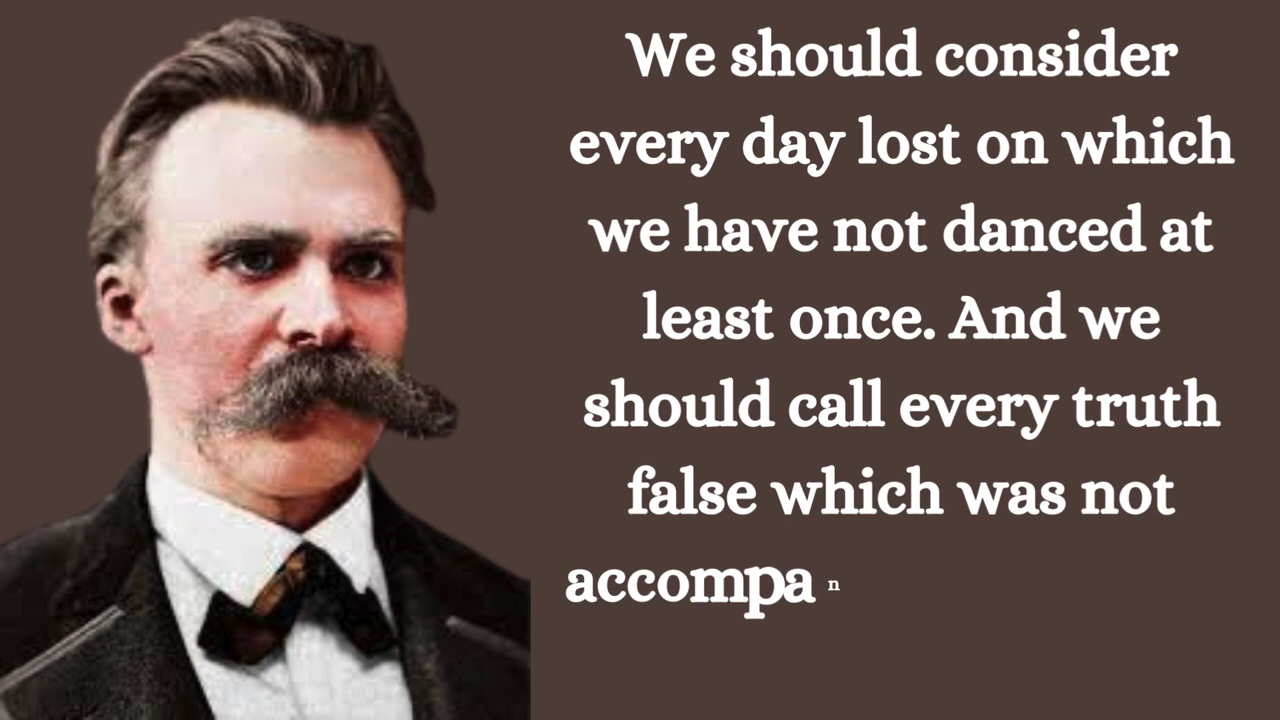 We should consider
every day lost on which
we have not danced at
least once. And we
should call every truth
false which was not
accompan